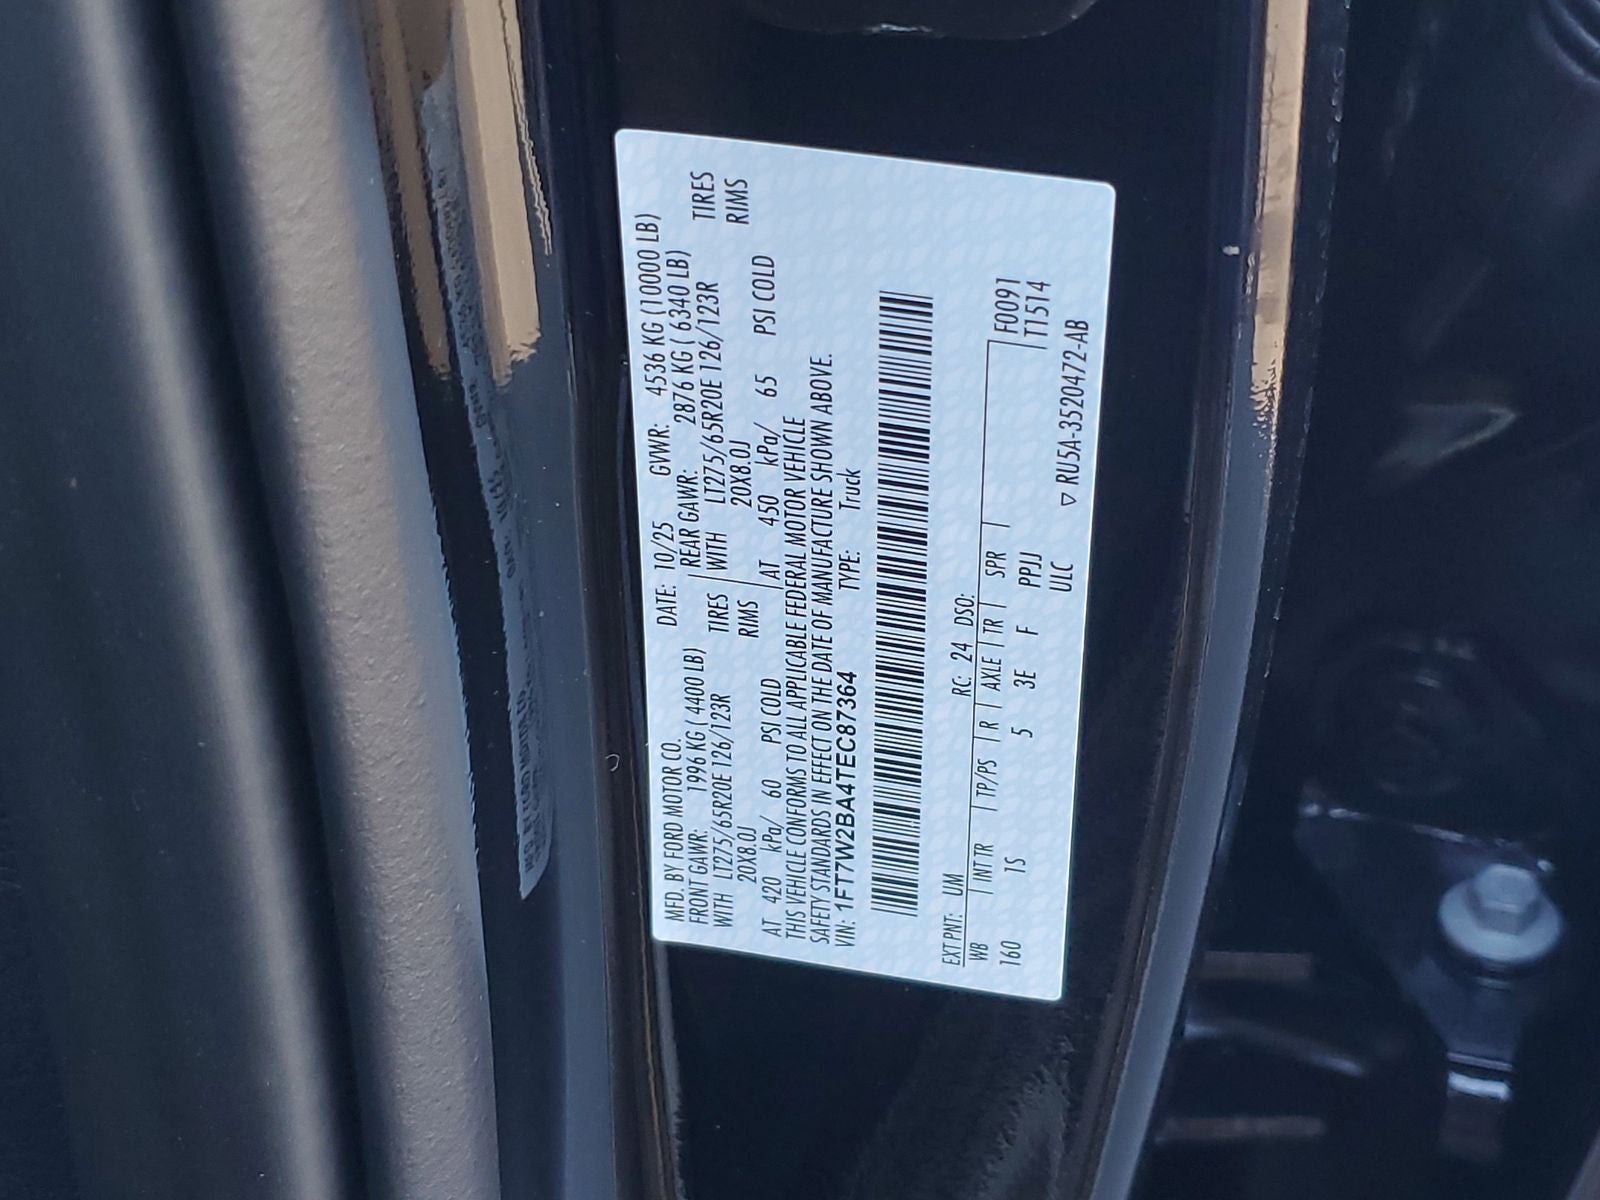 MFD. BY FORD MOTOR CO.
DATE: 10/25 GVWR: 4536 KG (10000 LB)
FRONT GAWR: 1996 KG ( 4400 LB) REAR GAWR: 2876 KG ( 6340 LB)
WITH LT275/65R20E 126/123R TIRES WITH LT275/65R20E 126/123R TIRES
20X8.0J RIMS 20X8.0J RIMS
AT 420 kPa/ 60 PSI COLD AT 450 kPa/ 65 PSI COLD
THIS VEHICLE CONFORMS TO ALL APPLICABLE FEDERAL MOTOR VEHICLE
SAFETY STANDARDS IN EFFECT ON THE DATE OF MANUFACTURE SHOWN ABOVE.
VIN: 1FT7W2BA4TEC87364 TYPE: Truck
EXT PNT: UM RC: 24 DSO:
WB INT TR TP/PS R AXLE TR SPR F0091
160 1S 5 3E F PPJJ T1514
ULC ▽ RU5A-3520472-AB